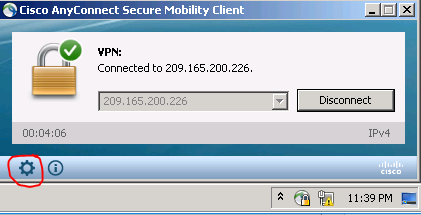 Cisco AnyConnect Secure Mobility Client
VPN:
Connected to 209.165.200.226.
209.165.200.226
Disconnect
00:04:06
IPv4
CISCO
11:39 PM